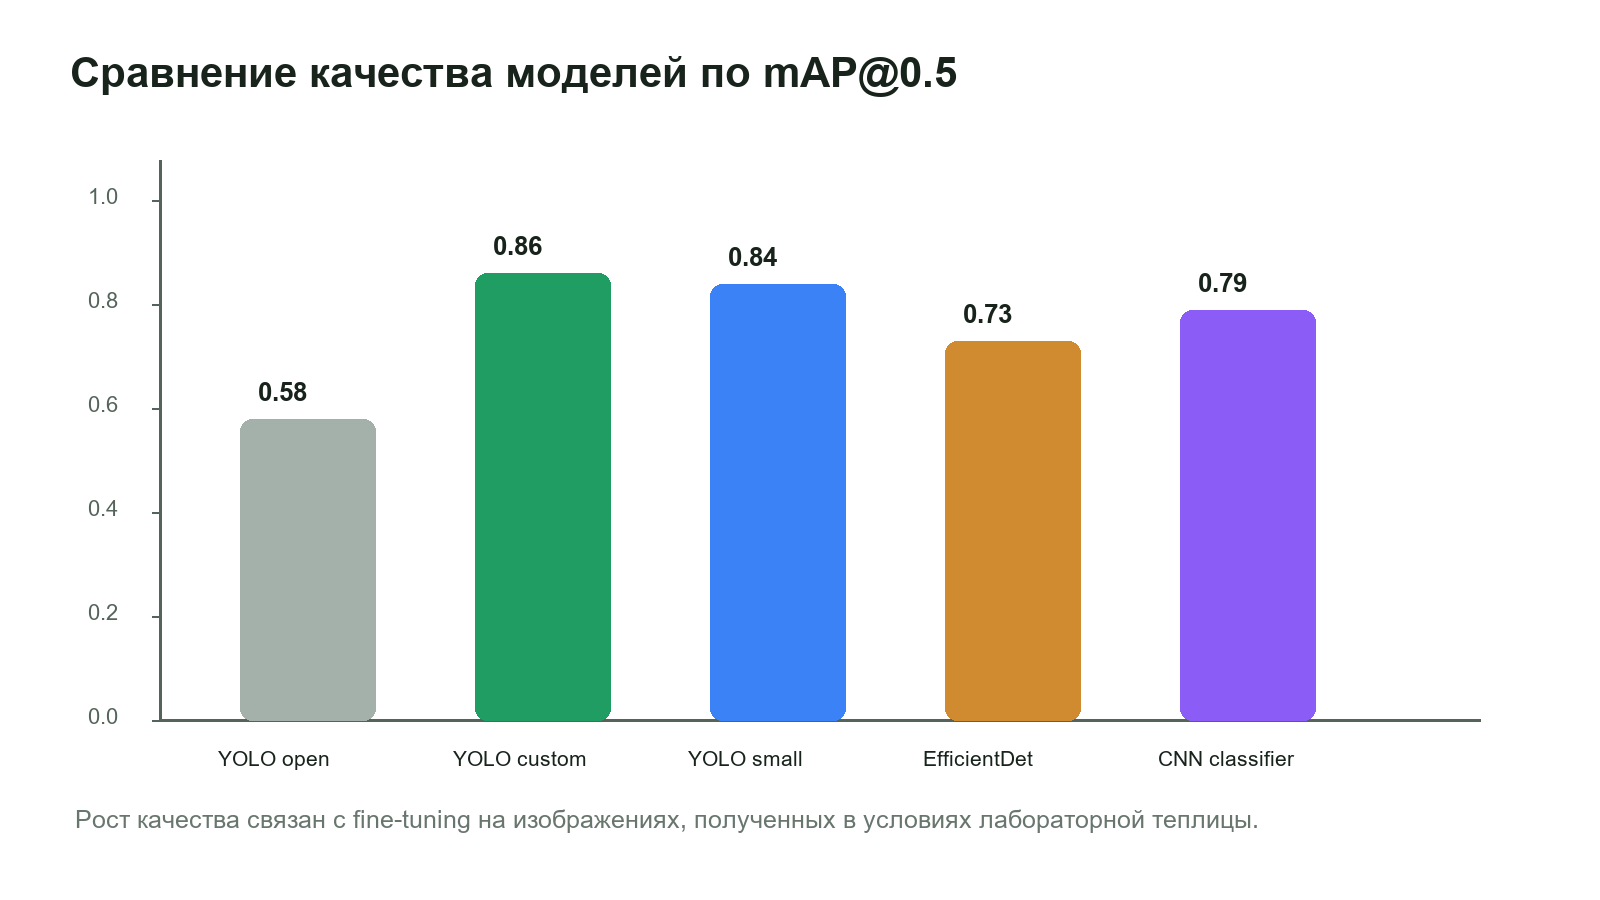 Сравнение качества моделей по mAP@0.5
1.0
0.8
0.6
0.4
0.2
0.0
0.58
0.86
0.84
0.73
0.79
YOLO open
YOLO custom
YOLO small
EfficientDet
CNN classifier
Рост качества связан с fine-tuning на изображениях, полученных в условиях лабораторной теплицы.